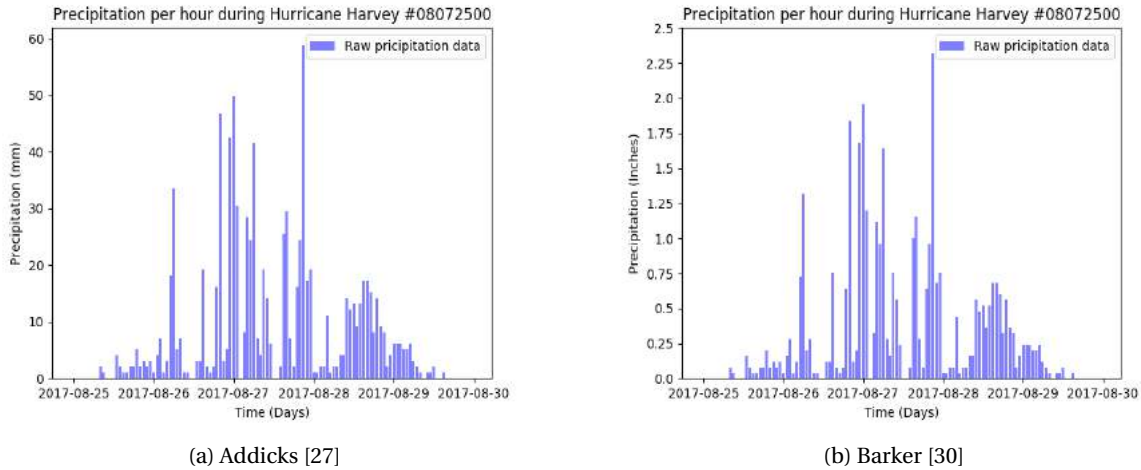 Precipitation per hour during Hurricane Harvey #08072500
Raw pricipitation data
Precipitation (mm)
60
50
40
30
20
10
0
2017-08-25 2017-08-26 2017-08-27 2017-08-28 2017-08-29 2017-08-30
Time (Days)
(a) Addicks [27]
Precipitation per hour during Hurricane Harvey #08072500
Raw pricipitation data
Precipitation (Inches)
2.5
2.25
2.0
1.75
1.5
1.25
1.0
0.75
0.5
0.25
0.0
2017-08-25 2017-08-26 2017-08-27 2017-08-28 2017-08-29 2017-08-30
Time (Days)
(b) Barker [30]